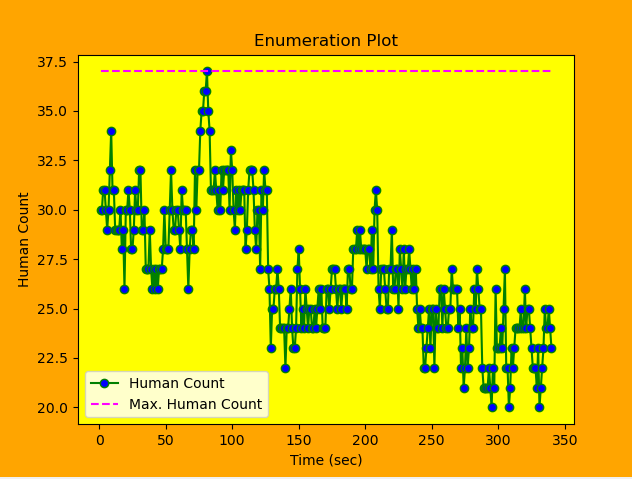 Enumeration Plot
Human Count
37.5
35.0
32.5
30.0
27.5
25.0
22.5
20.0
Human Count
Max. Human Count
0 50 100 150 200 250 300 350
Time (sec)